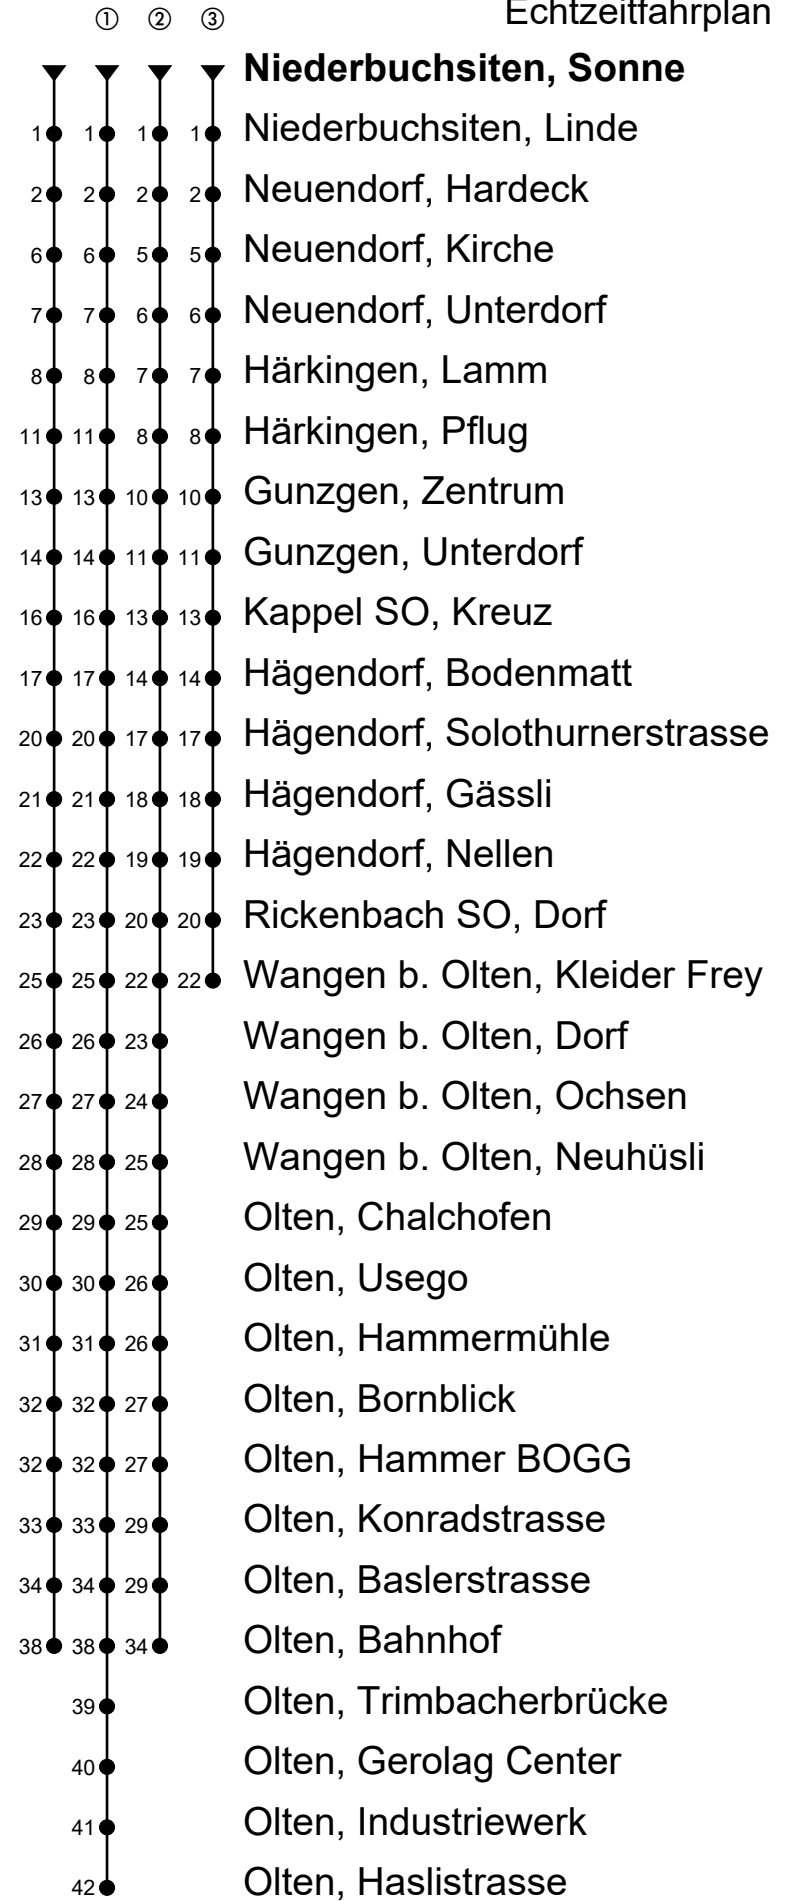 Echtzeitfahrplan
① ② ③
Niederbuchsiten, Sonne
1 1 1 1 Niederbuchsiten, Linde
2 2 2 2 Neuendorf, Hardeck
6 6 5 5 Neuendorf, Kirche
7 7 6 6 Neuendorf, Unterdorf
8 8 7 7 Härkingen, Lamm
11 11 8 8 Härkingen, Pflug
13 13 10 10 Gunzgen, Zentrum
14 14 11 11 Gunzgen, Unterdorf
16 16 13 13 Kappel SO, Kreuz
17 17 14 14 Hägendorf, Bodenmatt
20 20 17 17 Hägendorf, Solothurnerstrasse
21 21 18 18 Hägendorf, Gässli
22 22 19 19 Hägendorf, Nellen
23 23 20 20 Rickenbach SO, Dorf
25 25 22 22 Wangen b. Olten, Kleider Frey
26 26 23 Wangen b. Olten, Dorf
27 27 24 Wangen b. Olten, Ochsen
28 28 25 Wangen b. Olten, Neuhüsli
29 29 25 Olten, Chalchofen
30 30 26 Olten, Usego
31 31 26 Olten, Hammermühle
32 32 27 Olten, Bornblick
32 32 27 Olten, Hammer BOGG
33 33 29 Olten, Konradstrasse
34 34 29 Olten, Baslerstrasse
38 38 34 Olten, Bahnhof
39 Olten, Trimbacherbrücke
40 Olten, Gerolag Center
41 Olten, Industriewerk
42 Olten, Haslistrasse